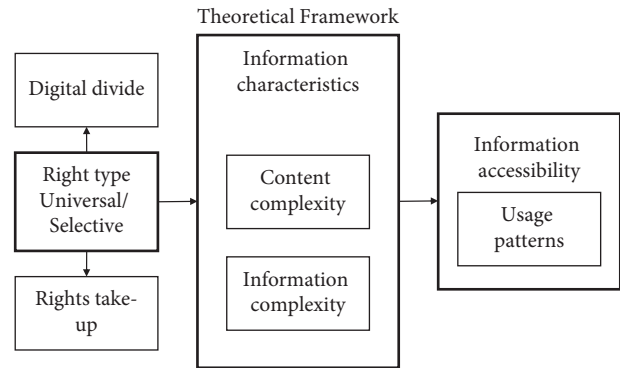 Theoretical Framework
Digital divide
Right type
Universal/
Selective
Rights take-
up
Information
characteristics
Content
complexity
Information
complexity
Information
accessibility
Usage
patterns